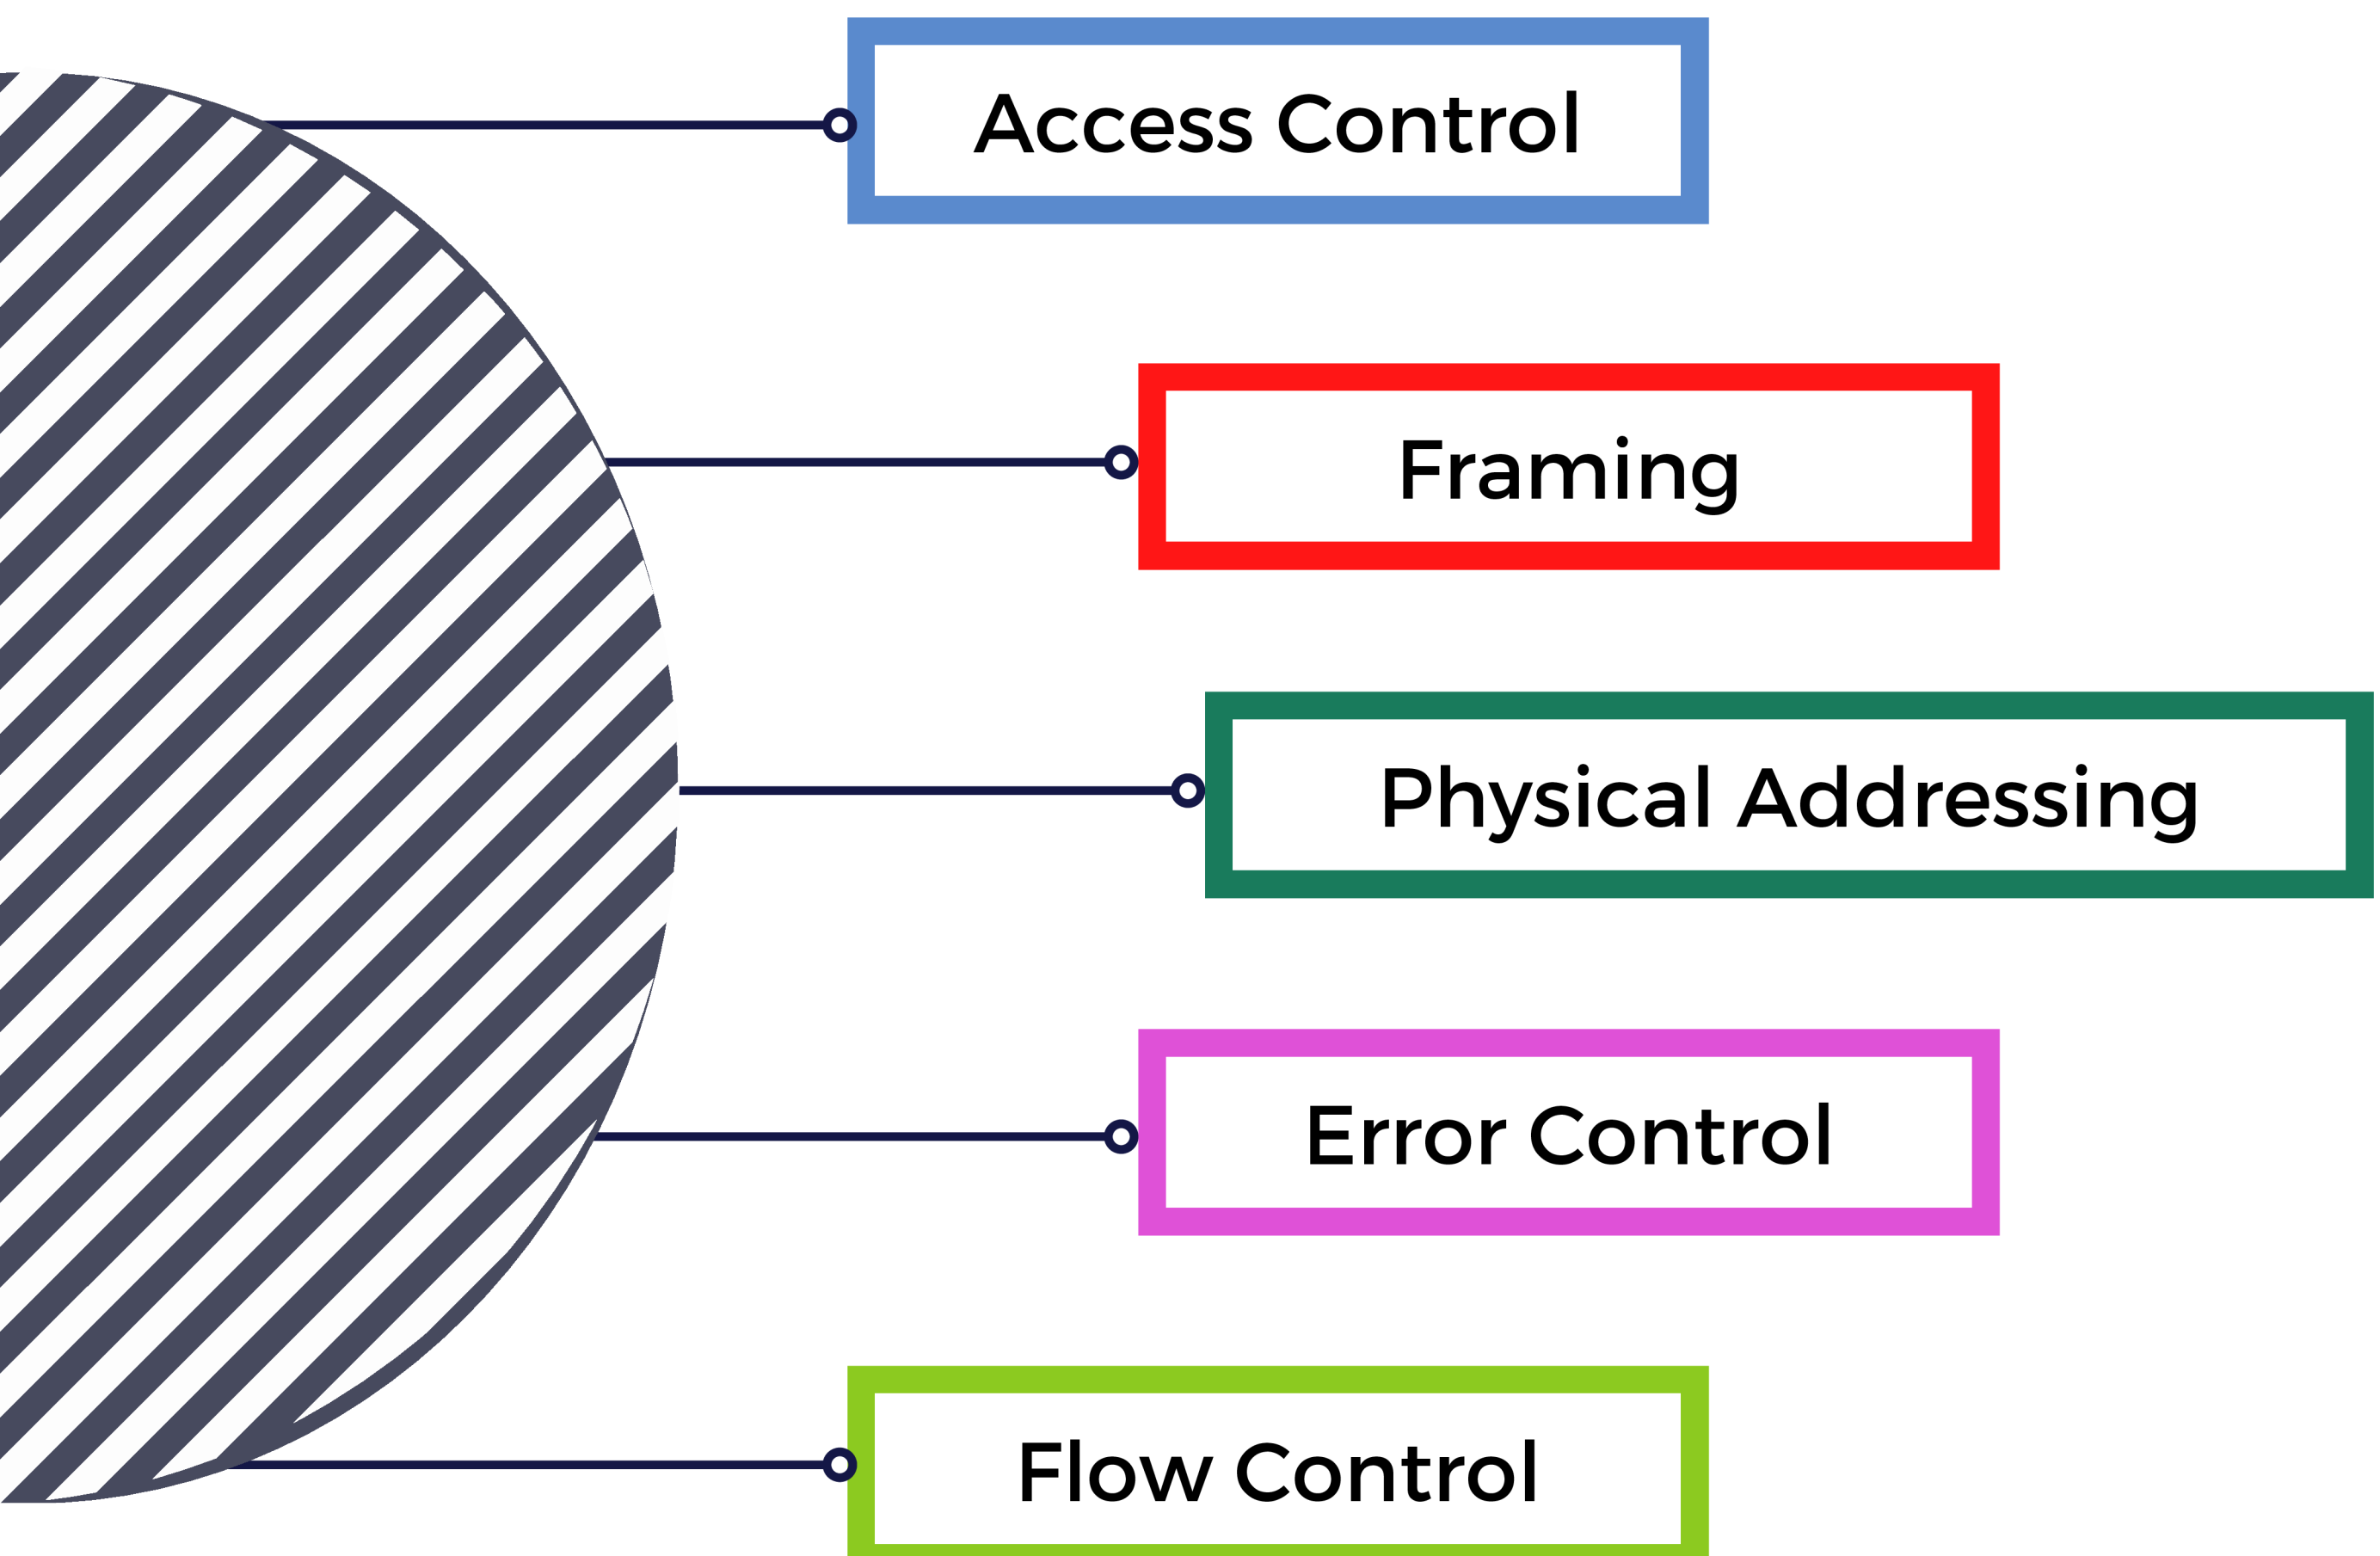 Access Control
Framing
Physical Addressing
Error Control
Flow Control